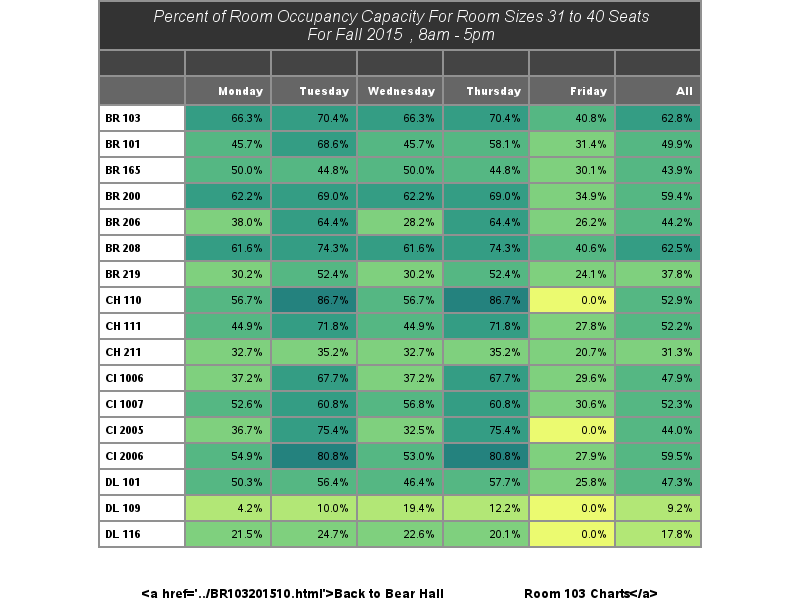 Percent of Room Occupancy Capacity For Room Sizes 31 to 40 Seats
For Fall 2015 , 8am - 5pm
Monday Tuesday Wednesday Thursday Friday All
BR 103 66.3% 70.4% 66.3% 70.4% 40.8% 62.8%
BR 101 45.7% 68.6% 45.7% 58.1% 31.4% 49.9%
BR 165 50.0% 44.8% 50.0% 44.8% 30.1% 43.9%
BR 200 62.2% 69.0% 62.2% 69.0% 34.9% 59.4%
BR 206 38.0% 64.4% 28.2% 64.4% 26.2% 44.2%
BR 208 61.6% 74.3% 61.6% 74.3% 40.6% 62.5%
BR 219 30.2% 52.4% 30.2% 52.4% 24.1% 37.8%
CH 110 56.7% 86.7% 56.7% 86.7% 0.0% 52.9%
CH 111 44.9% 71.8% 44.9% 71.8% 27.8% 52.2%
CH 211 32.7% 35.2% 32.7% 35.2% 20.7% 31.3%
CI 1006 37.2% 67.7% 37.2% 67.7% 29.6% 47.9%
CI 1007 52.6% 60.8% 56.8% 60.8% 30.6% 52.3%
CI 2005 36.7% 75.4% 32.5% 75.4% 0.0% 44.0%
CI 2006 54.9% 80.8% 53.0% 80.8% 27.9% 59.5%
DL 101 50.3% 56.4% 46.4% 57.7% 25.8% 47.3%
DL 109 4.2% 10.0% 19.4% 12.2% 0.0% 9.2%
DL 116 21.5% 24.7% 22.6% 20.1% 0.0% 17.8%
<a href='../BR103201510.html'>Back to Bear Hall Room 103 Charts</a>